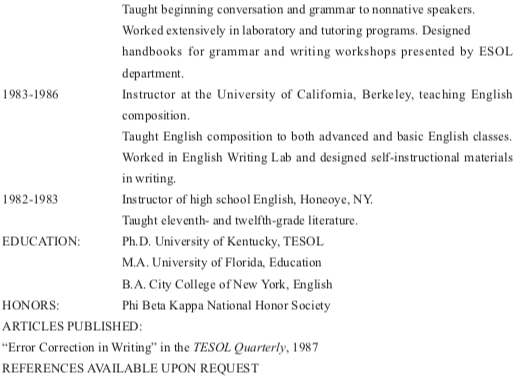 Taught beginning conversation and grammar to nonnative speakers.
Worked extensively in laboratory and tutoring programs. Designed
handbooks for grammar and writing workshops presented by ESOL
department.
1983-1986 Instructor at the University of California, Berkeley, teaching English
composition.
Taught English composition to both advanced and basic English classes.
Worked in English Writing Lab and designed self-instructional materials
in writing.
1982-1983 Instructor of high school English, Honeoye, NY.
Taught eleventh- and twelfth-grade literature.
EDUCATION: Ph.D. University of Kentucky, TESOL
M.A. University of Florida, Education
B.A. City College of New York, English
HONORS: Phi Beta Kappa National Honor Society
ARTICLES PUBLISHED:
“Error Correction in Writing” in the TESOL Quarterly, 1987
REFERENCES AVAILABLE UPON REQUEST